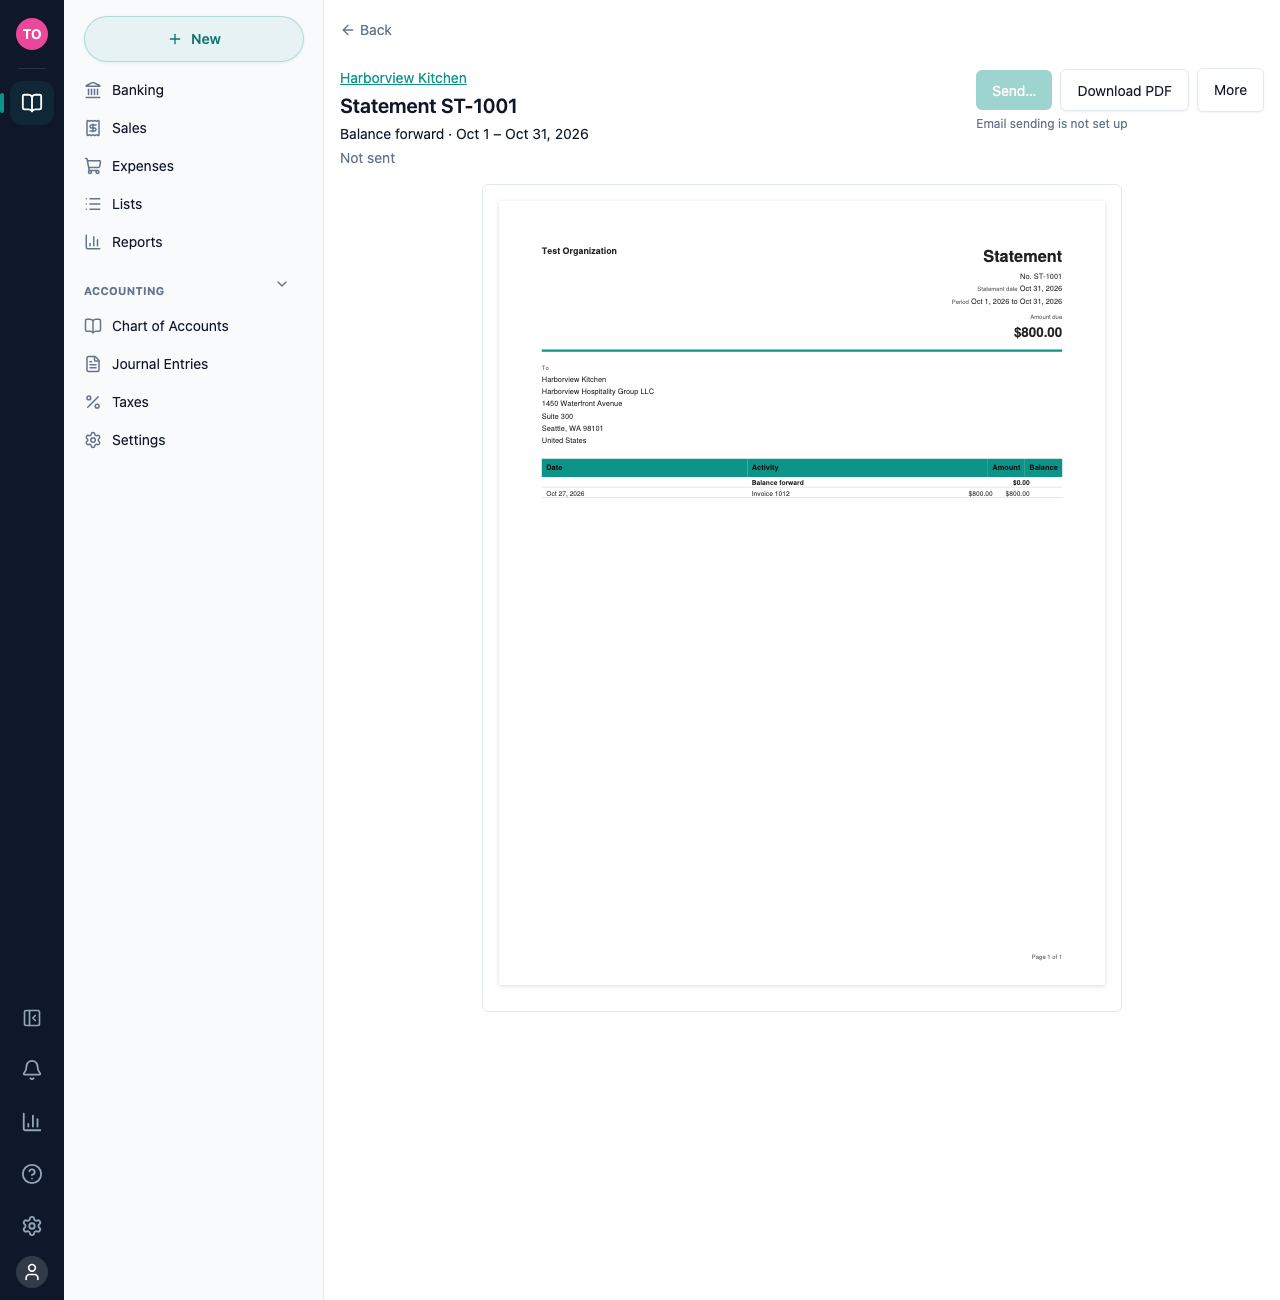 TO
New
Banking
Sales
Expenses
Lists
Reports
ACCOUNTING
Chart of Accounts
Journal Entries
Taxes
Settings
Back
Harborview Kitchen
Statement ST-1001
Balance forward · Oct 1 – Oct 31, 2026
Not sent
Send...
Download PDF
More
Email sending is not set up
Test Organization
Statement
No. ST-1001
Statement date Oct 31, 2026
Period Oct 1, 2026 to Oct 31, 2026
Amount due
$800.00
To
Harborview Kitchen
Harborview Hospitality Group LLC
1450 Waterfront Avenue
Suite 300
Seattle, WA 98101
United States
Date Activity Amount Balance
Balance forward $0.00
Oct 27, 2026 Invoice 1012 $800.00 $800.00
Page 1 of 1